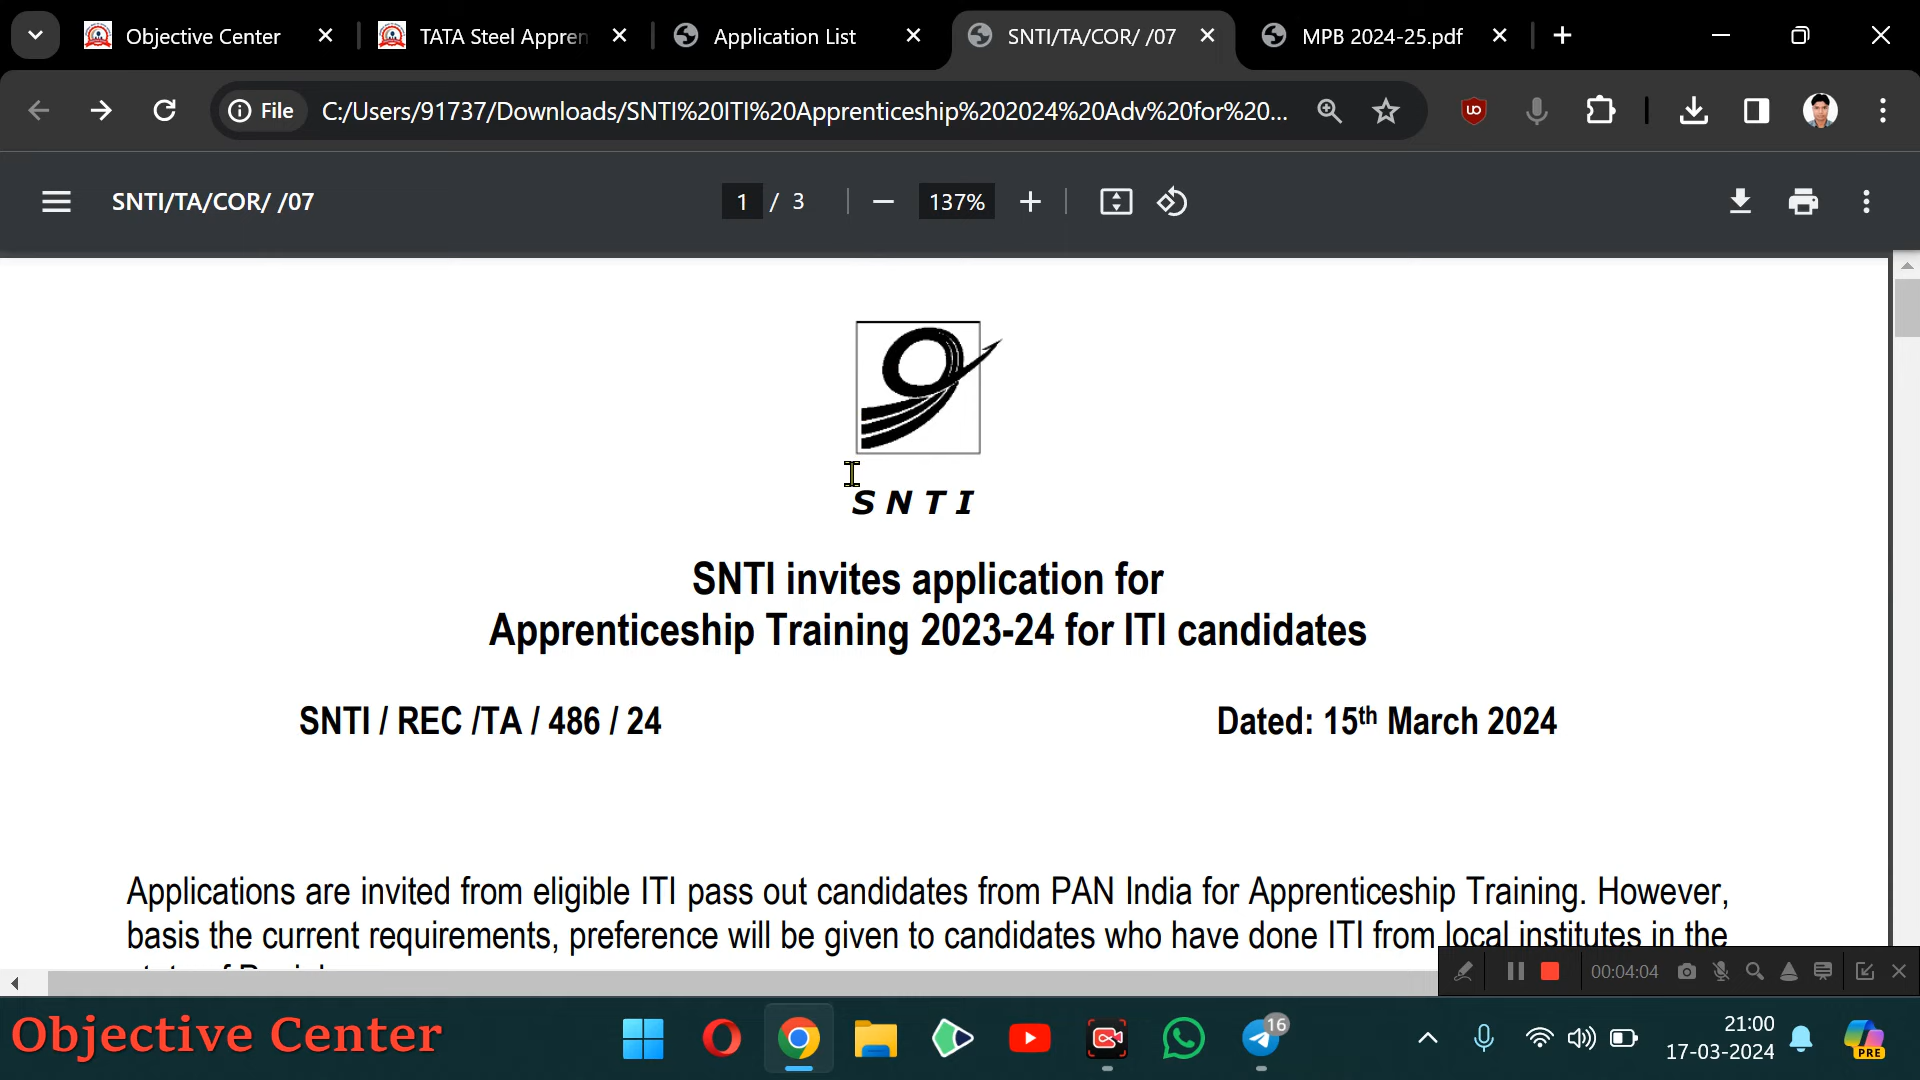 Objective Center
TATA Steel Appren
Application List
SNTI/TA/COR/ /07
MPB 2024-25.pdf
File
C:/Users/91737/Downloads/SNTI%20ITI%20Apprenticeship%202024%20Adv%20for%20...
SNTI/TA/COR/ /07
1 / 3
137%
S N T I
SNTI invites application for
Apprenticeship Training 2023-24 for ITI candidates
SNTI / REC /TA / 486 / 24
Dated: 15th March 2024
Applications are invited from eligible ITI pass out candidates from PAN India for Apprenticeship Training. However,
basis the current requirements, preference will be given to candidates who have done ITI from local institutes in the
00:04:04
Objective Center
16
21:00
17-03-2024
PRE